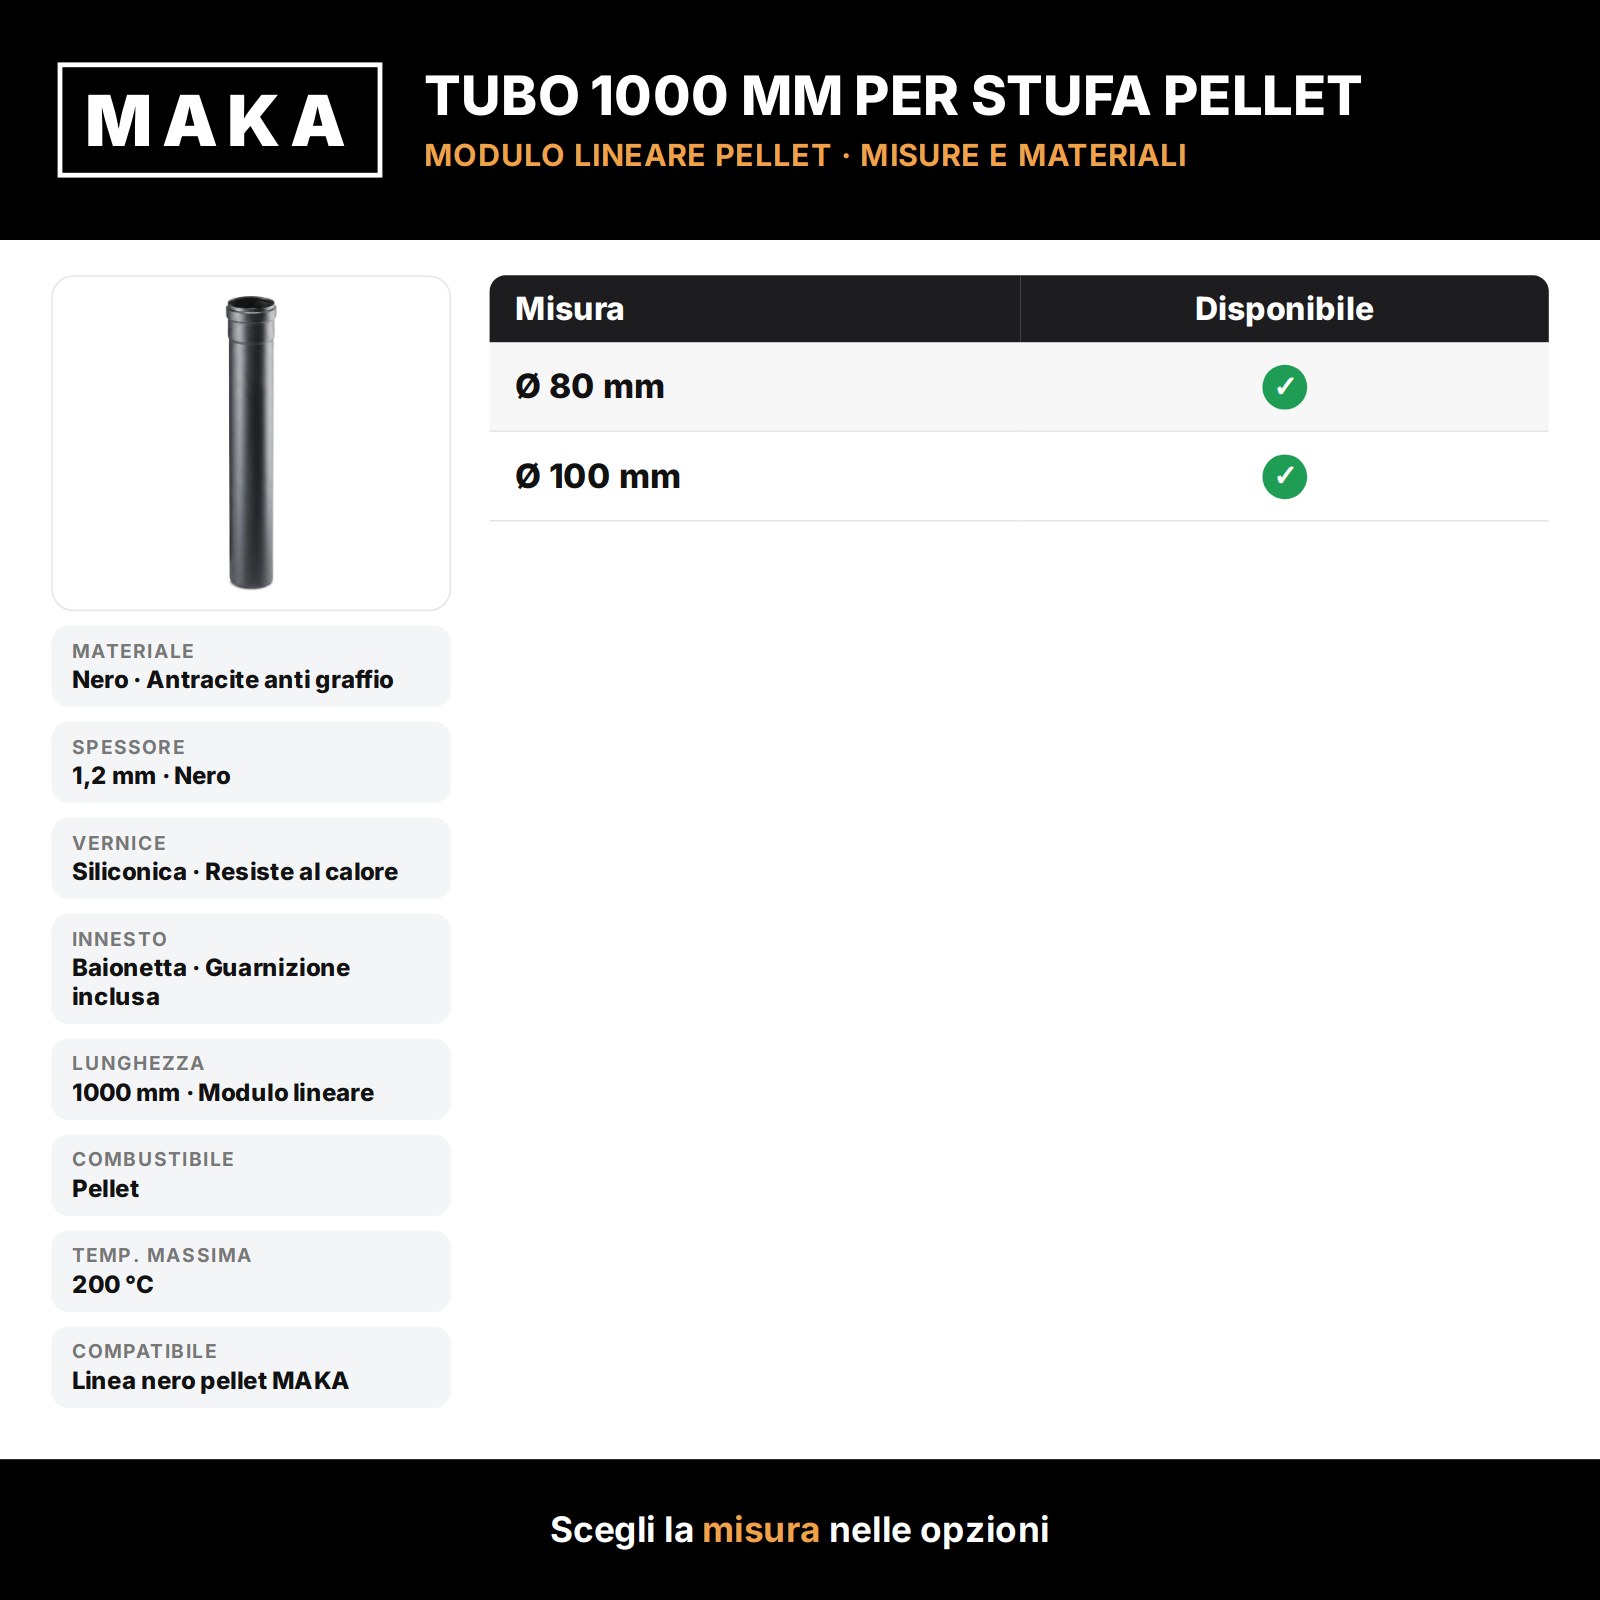 MAKA
TUBO 1000 MM PER STUFA PELLET
MODULO LINEARE PELLET · MISURE E MATERIALI
Misura Disponibile
Ø 80 mm ✓
Ø 100 mm ✓
MATERIALE
Nero · Antracite anti graffio
SPESSORE
1,2 mm · Nero
VERNICE
Siliconica · Resiste al calore
INNESTO
Baionetta · Guarnizione
inclusa
LUNGHEZZA
1000 mm · Modulo lineare
COMBUSTIBILE
Pellet
TEMP. MASSIMA
200 °C
COMPATIBILE
Linea nero pellet MAKA
Scegli la misura nelle opzioni